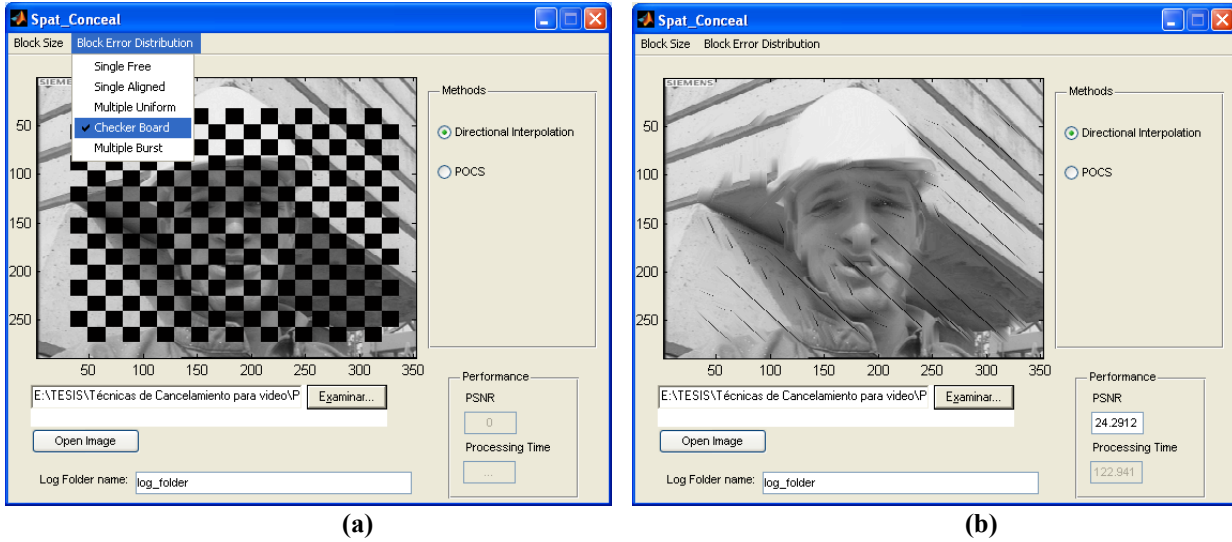 Spat_Conceal
Block Size Block Error Distribution
Single Free
Single Aligned
Multiple Uniform
✔ Checker Board
Multiple Burst
SIEMENS
50
100
150
200
250
50 100 150 200 250 300 350
Methods
Directional Interpolation
POCS
E:\TESIS\Técnicas de Cancelamiento para video\P
Examinar...
Open Image
Log Folder name: log_folder
Performance
PSNR
0
Processing Time
...
(a)
Spat_Conceal
Block Size Block Error Distribution
SIEMENS
50
100
150
200
250
50 100 150 200 250 300 350
Methods
Directional Interpolation
POCS
E:\TESIS\Técnicas de Cancelamiento para video\P
Examinar...
Open Image
Log Folder name: log_folder
Performance
PSNR
24.2912
Processing Time
122.941
(b)